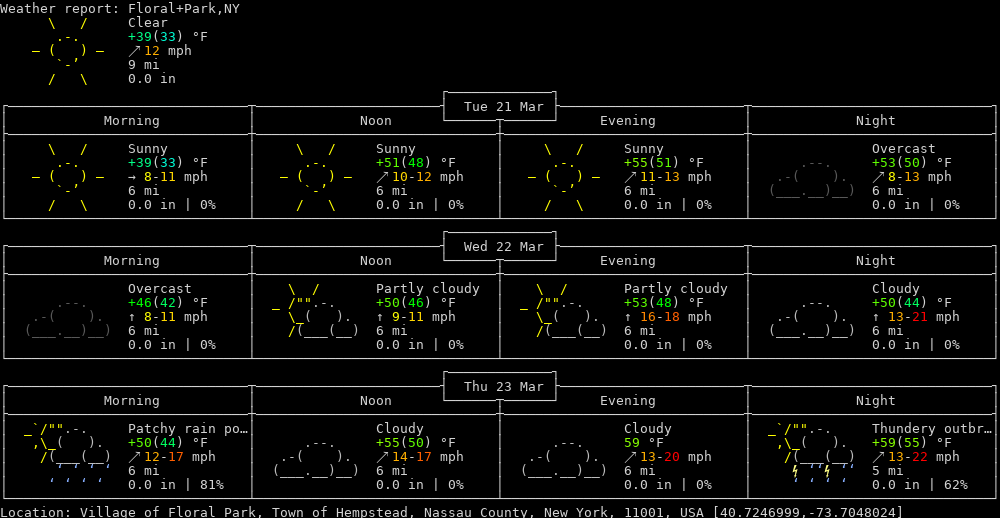 Weather report: Floral+Park,NY
Clear
+39(33) °F
↗ 12 mph
9 mi
0.0 in
Tue 21 Mar
Morning Noon Evening Night
Sunny Sunny Sunny Overcast
+39(33) °F +51(48) °F +55(51) °F +53(50) °F
→ 8-11 mph ↗ 10-12 mph ↗ 11-13 mph ↗ 8-13 mph
6 mi 6 mi 6 mi 6 mi
0.0 in | 0% 0.0 in | 0% 0.0 in | 0% 0.0 in | 0%
Wed 22 Mar
Morning Noon Evening Night
Overcast Partly cloudy Partly cloudy Cloudy
+46(42) °F +50(46) °F +53(48) °F +50(44) °F
↑ 8-11 mph ↑ 9-11 mph ↑ 16-18 mph ↑ 13-21 mph
6 mi 6 mi 6 mi 6 mi
0.0 in | 0% 0.0 in | 0% 0.0 in | 0% 0.0 in | 0%
Thu 23 Mar
Morning Noon Evening Night
Patchy rain po… Cloudy Cloudy Thundery outbr…
+50(44) °F +55(50) °F 59 °F +59(55) °F
↗ 12-17 mph ↗ 14-17 mph ↗ 13-20 mph ↗ 13-22 mph
6 mi 6 mi 6 mi 5 mi
0.0 in | 81% 0.0 in | 0% 0.0 in | 0% 0.0 in | 62%
Location: Village of Floral Park, Town of Hempstead, Nassau County, New York, 11001, USA [40.7246999,-73.7048024]